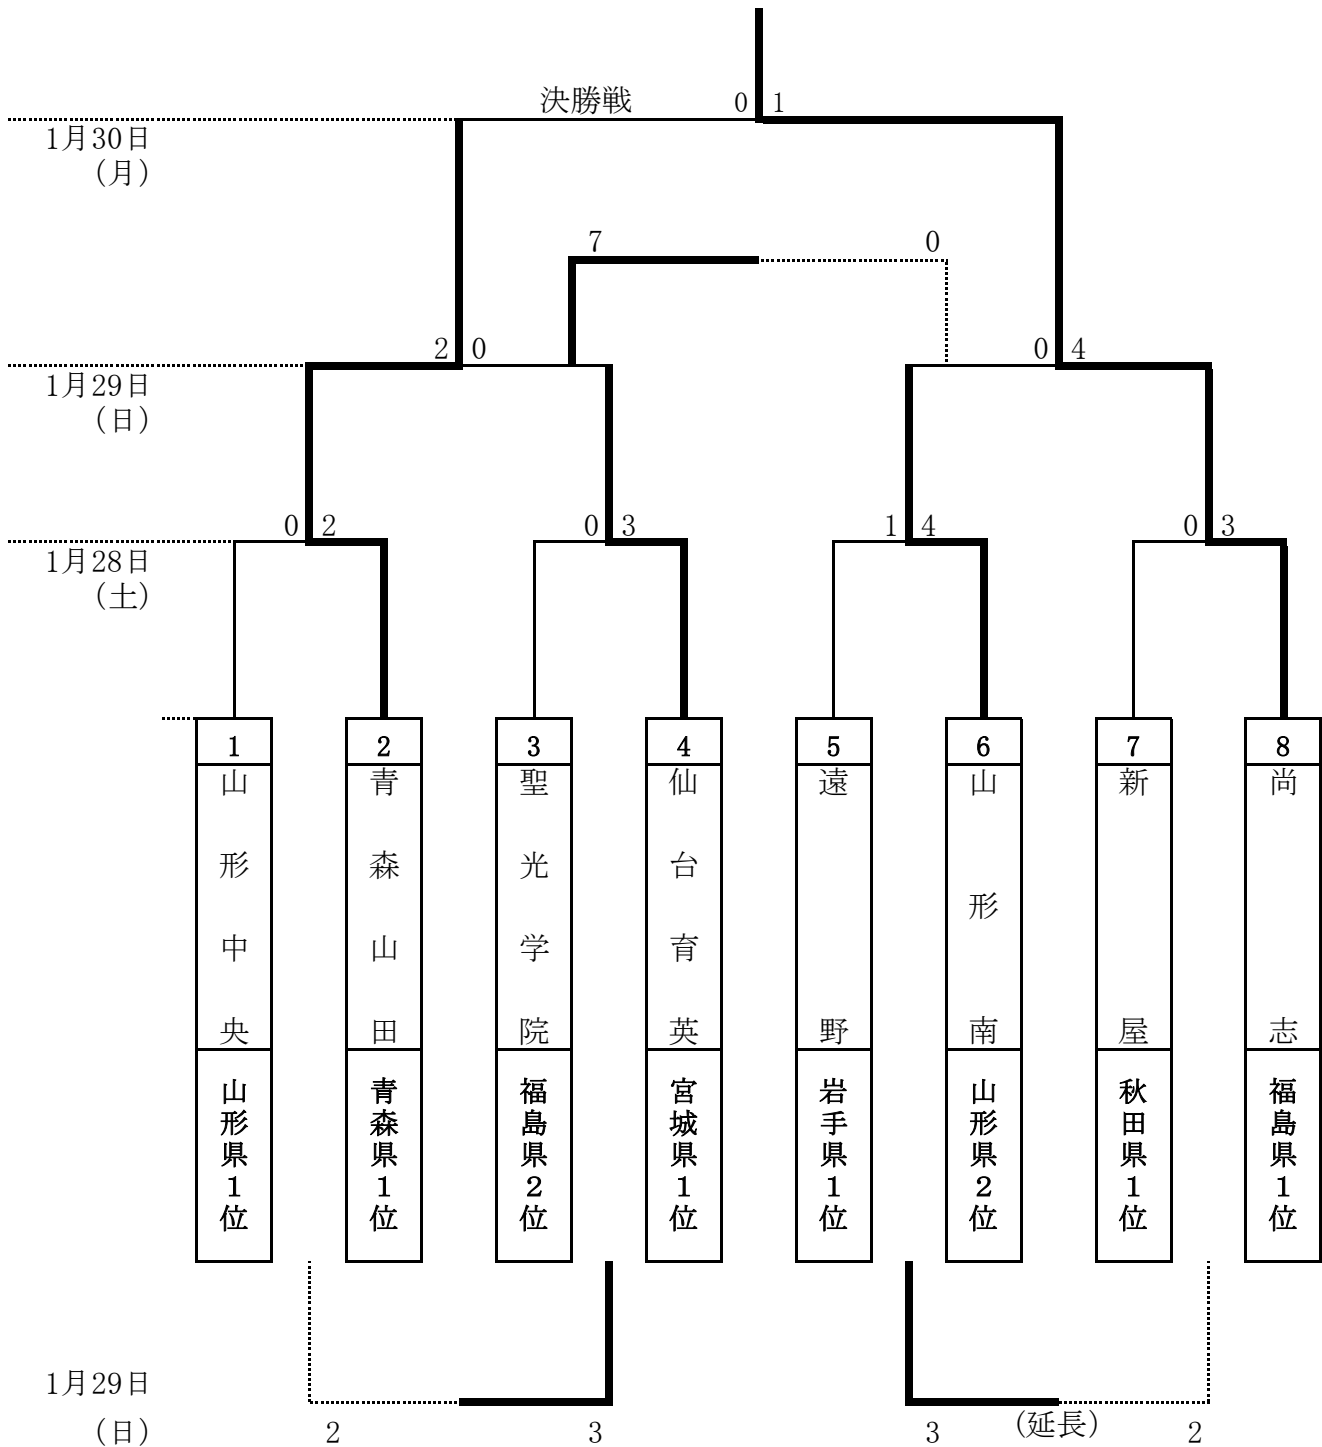 決勝戦 0 1
1月30日
(月)
7 0
2 0 0 4
1月29日
(日)
0 2 0 3 1 4 0 3
1月28日
(土)
1 2 3 4 5 6 7 8
山形中央
青森山田
聖光学院
仙台育英
遠野
山形南
新屋
尚志
山形県1位
青森県1位
福島県2位
宮城県1位
岩手県1位
山形県2位
秋田県1位
福島県1位
1月29日
(日)
2 3 3 (延長) 2